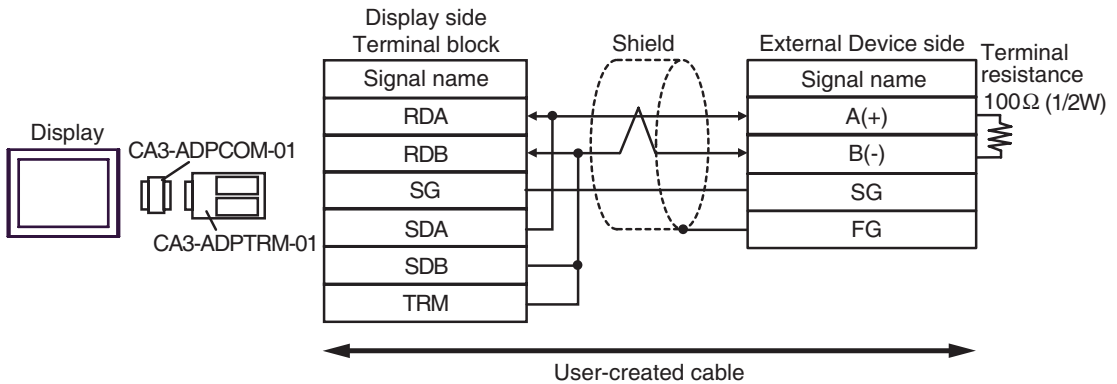 Display side
Terminal block
Shield
External Device side
Terminal
resistance
100Ω (1/2W)
Signal name
Signal name
RDA
A(+)
Display
CA3-ADPCOM-01
RDB
B(-)
SG
SG
CA3-ADPTRM-01
SDA
FG
SDB
TRM
User-created cable